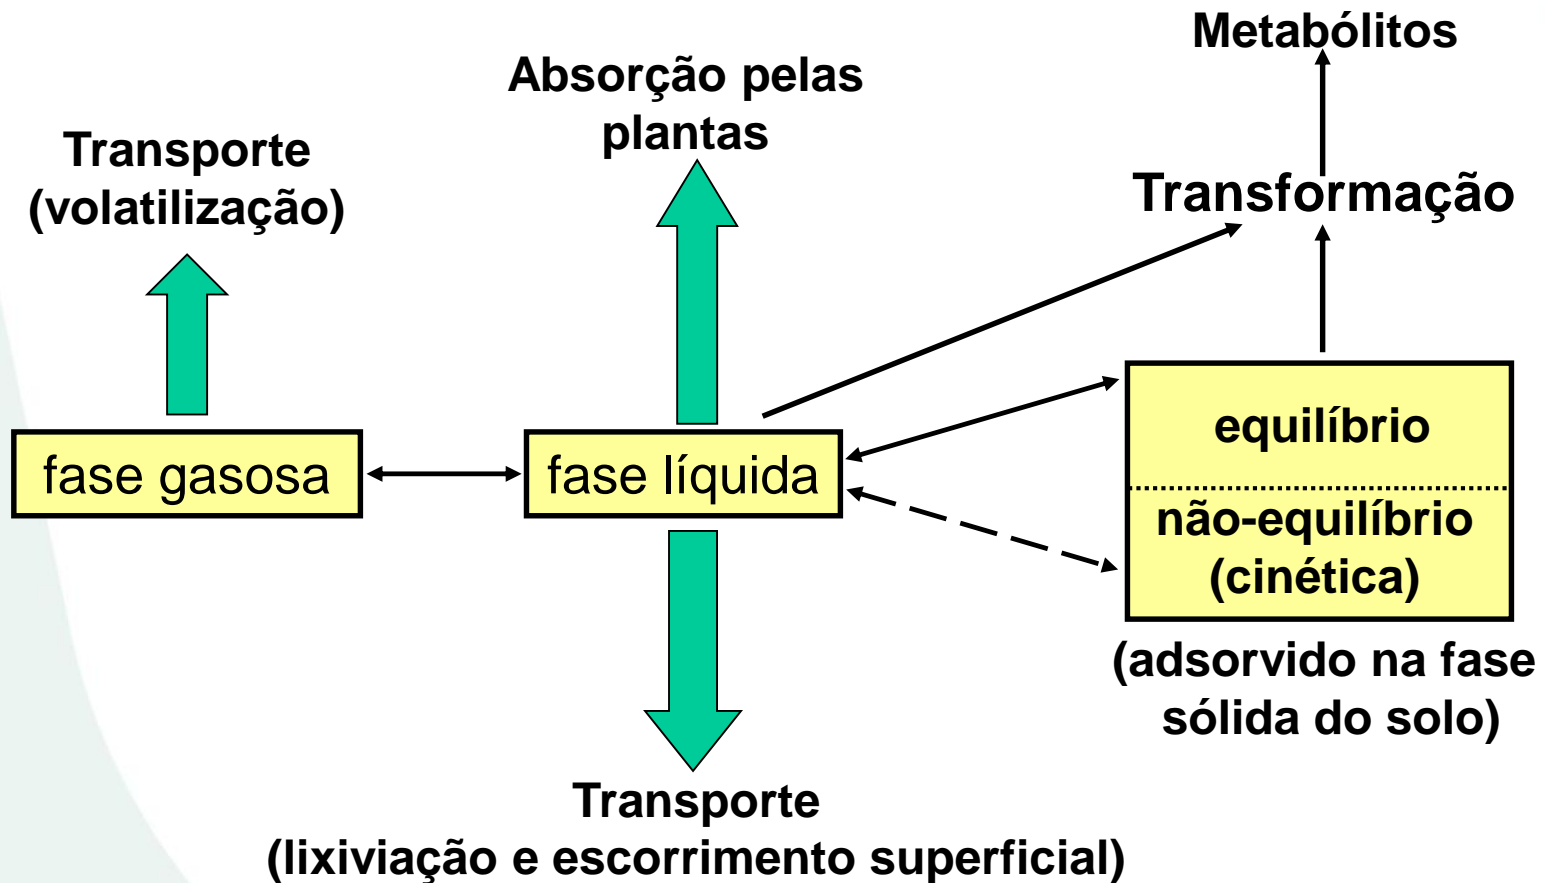 Metabólitos
Absorção pelas
plantas
Transporte
(volatilização)
Transformação
fase gasosa
fase líquida
equilíbrio
não-equilíbrio
(cinética)
(adsorvido na fase
sólida do solo)
Transporte
(lixiviação e escorrimento superficial)